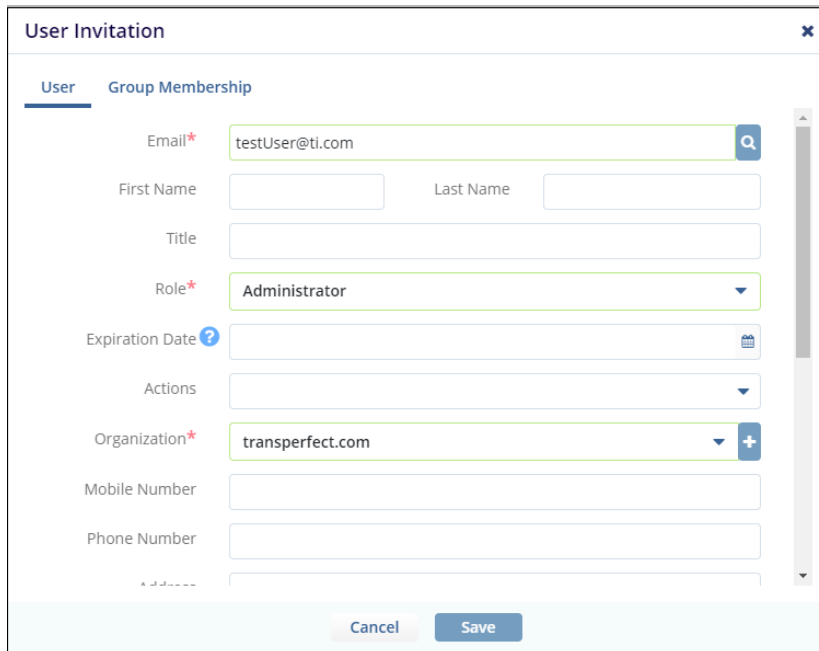 User Invitation
User Group Membership
Email*
testUser@ti.com
First Name
Last Name
Title
Role*
Administrator
Expiration Date ?
Actions
Organization*
transperfect.com
Mobile Number
Phone Number
Address
Cancel Save